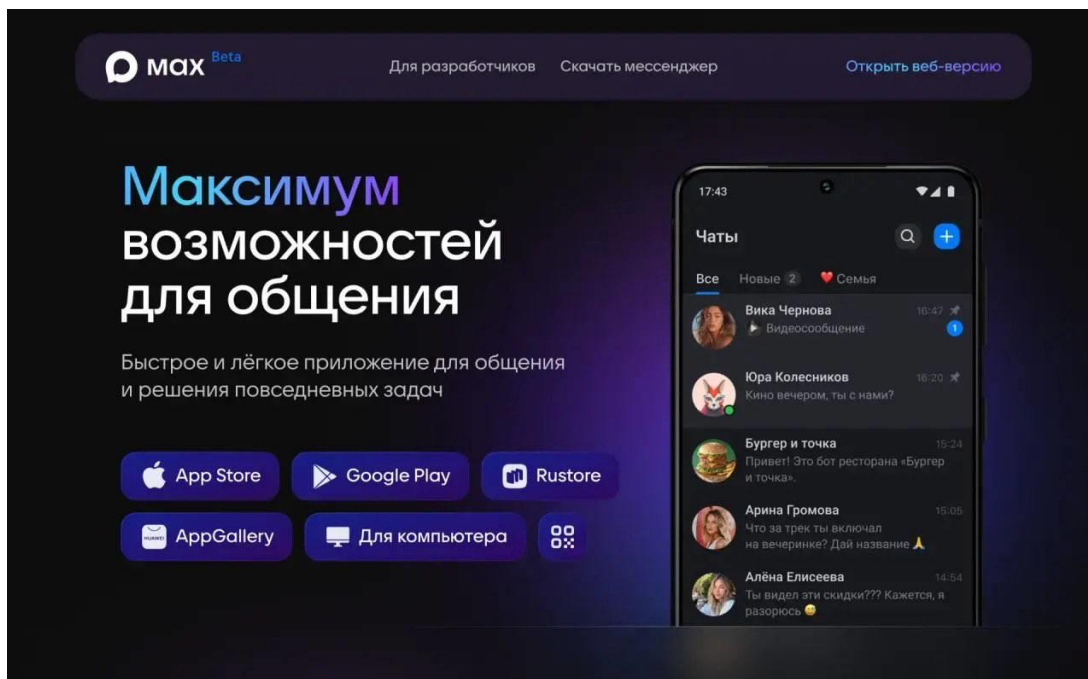 max Beta
Для разработчиков
Скачать мессенджер
Открыть веб-версию
Максимум
возможностей
для общения
Быстрое и лёгкое приложение для общения
и решения повседневных задач
App Store
Google Play
Rustore
HUAWEI AppGallery
Для компьютера
17:43
Чаты
Все Новые 2 ❤️ Семья
Вика Чернова 16:47
Видеосообщение 1
Юра Колесников 16:20
Кино вечером, ты с нами?
Бургер и точка 15:24
Привет! Это бот ресторана «Бургер
и точка».
Арина Громова 15:05
Что за трек ты включал
на вечеринке? Дай название 🙏
Алёна Елисеева 14:54
Ты видел эти скидки??? Кажется, я
разорюсь 😅